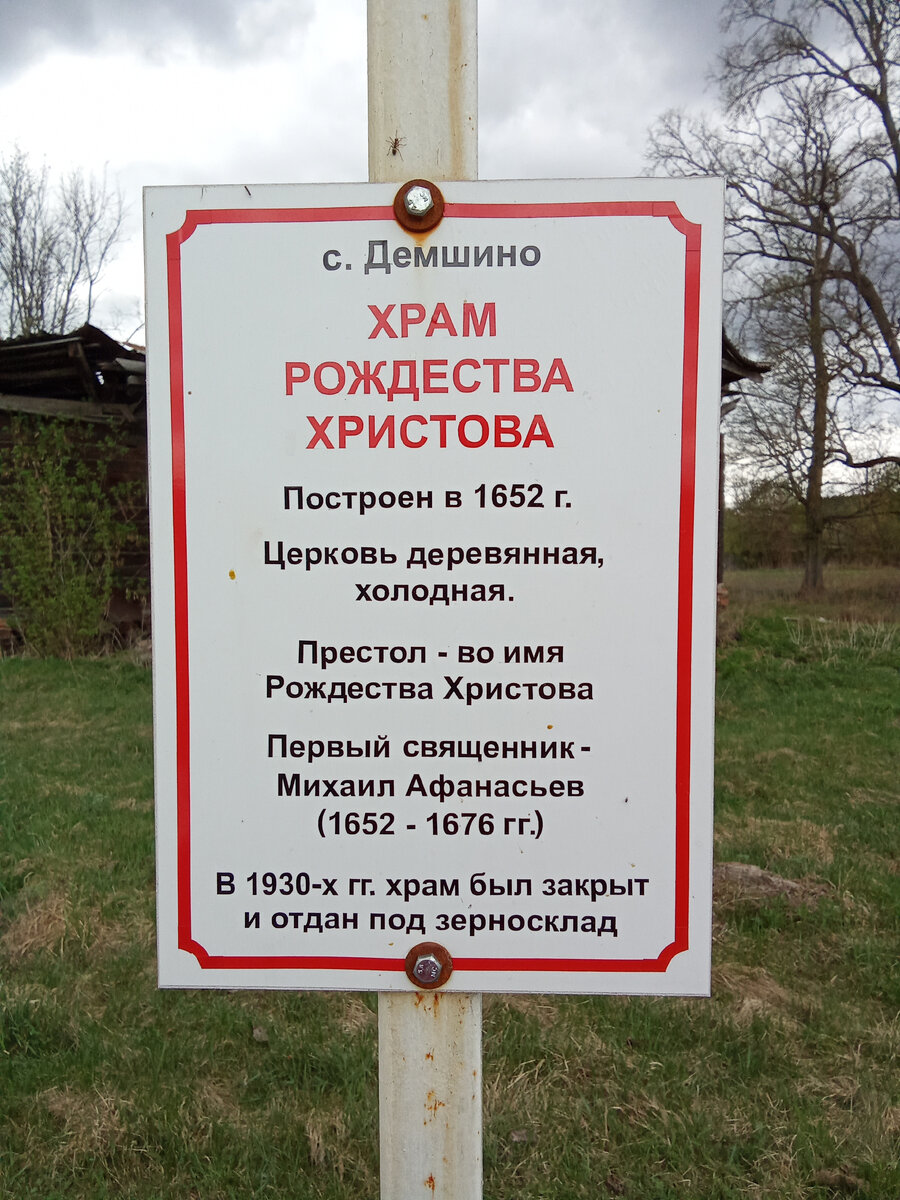 с. Демшино
ХРАМ
РОЖДЕСТВА
ХРИСТОВА
Построен в 1652 г.
Церковь деревянная,
холодная.
Престол - во имя
Рождества Христова
Первый священник -
Михаил Афанасьев
(1652 - 1676 гг.)
В 1930-х гг. храм был закрыт
и отдан под зерносклад